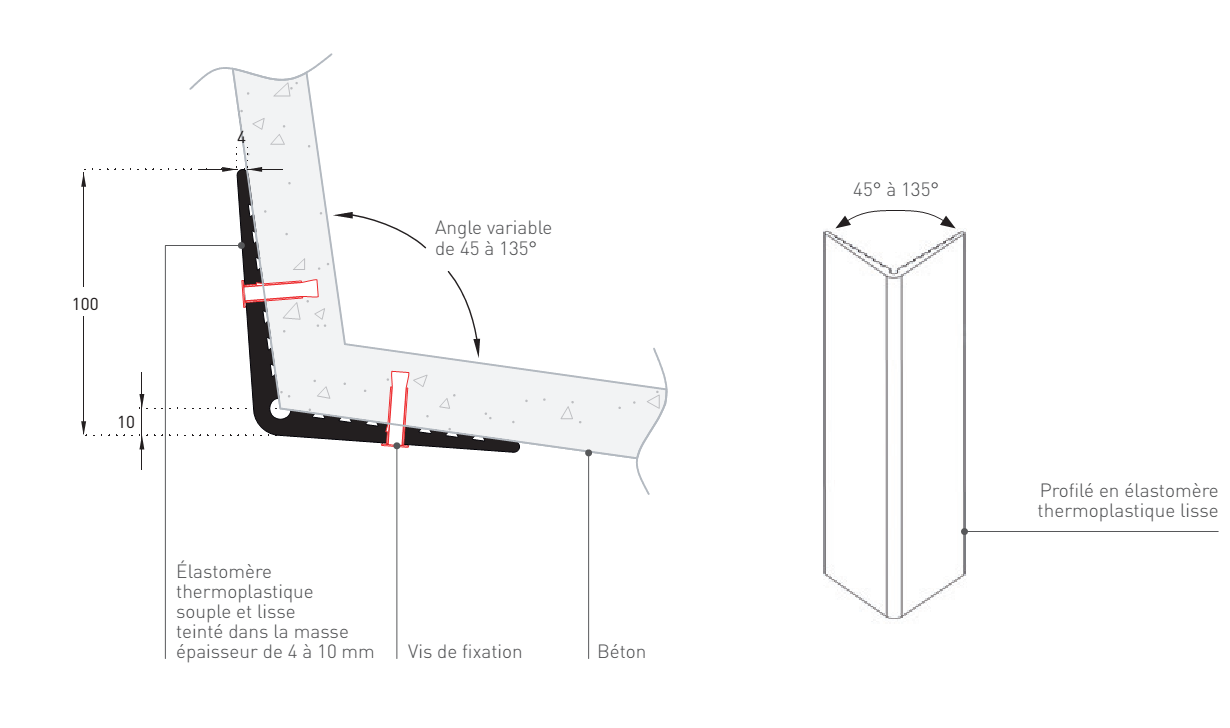 4
100
10
Angle variable
de 45 à 135°
Élastomère
thermoplastique
souple et lisse
teinté dans la masse
épaisseur de 4 à 10 mm
Vis de fixation
Béton
45° à 135°
Profilé en élastomère
thermoplastique lisse